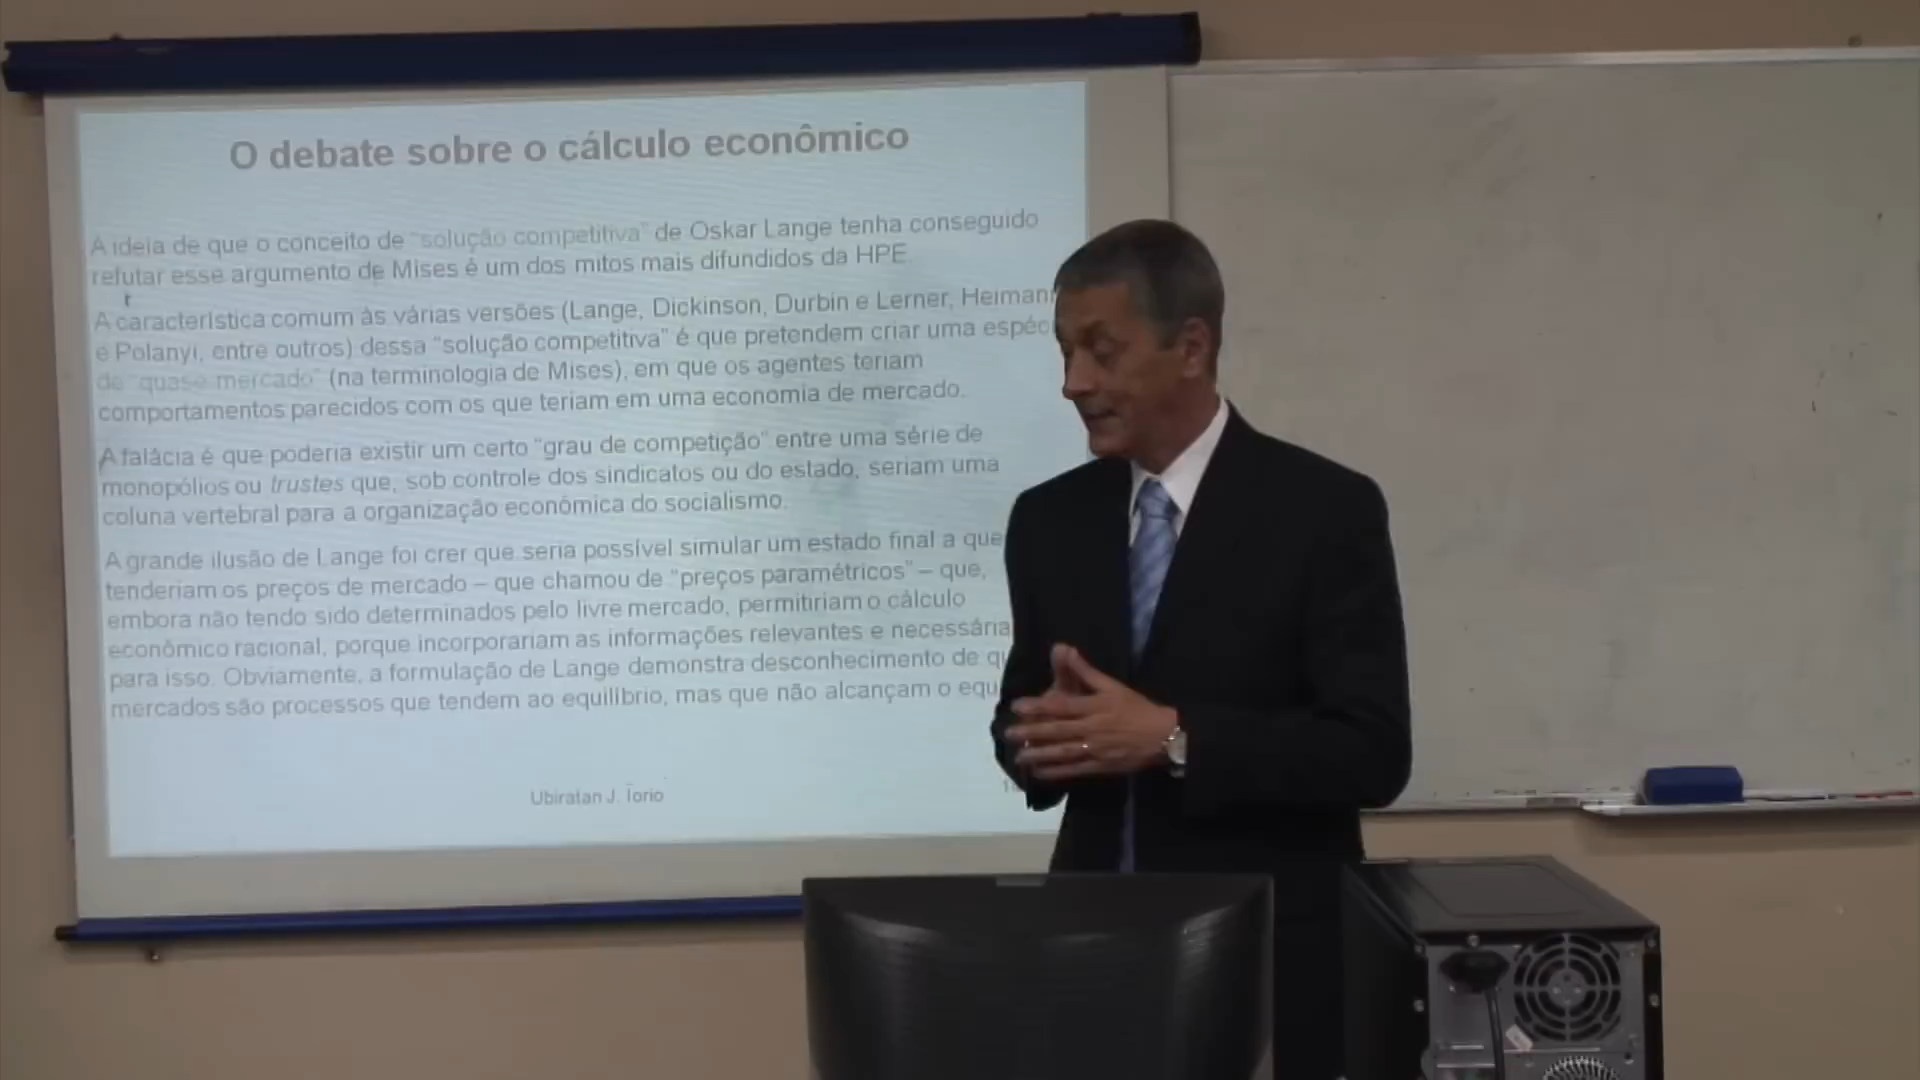 O debate sobre o cálculo econômico
A ideia de que o conceito de “solução competitiva” de Oskar Lange tenha conseguido
refutar esse argumento de Mises é um dos mitos mais difundidos da HPE.
A característica comum às várias versões (Lange, Dickinson, Durbin e Lerner, Heimann
e Polanyi, entre outros) dessa “solução competitiva” é que pretendem criar uma
de “quase mercado” (na terminologia de Mises), em que os agentes teriam
comportamentos parecidos com os que teriam em uma economia de mercado.
A falácia é que poderia existir um certo “grau de competição” entre uma série de
monopólios ou trustes que, sob controle dos sindicatos ou do estado, seriam uma
coluna vertebral para a organização econômica do socialismo.
A grande ilusão de Lange foi crer que seria possível simular um estado final a que
tenderiam os preços de mercado – que chamou de “preços paramétricos” – que,
embora não tendo sido determinados pelo livre mercado, permitiriam o cálculo
econômico racional, porque incorporariam as informações relevantes e
para isso. Obviamente, a formulação de Lange demonstra desconhecimento de
mercados são processos que tendem ao equilíbrio, mas que não alcançam o
Ubiratan J. Iorio